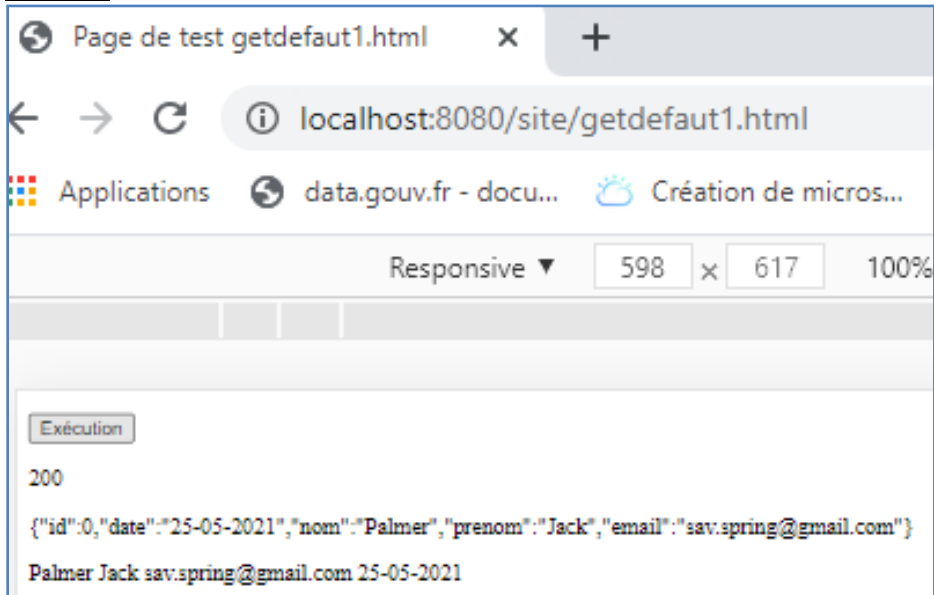 Page de test getdefaut1.html × +
localhost:8080/site/getdefaut1.html
Applications data.gouv.fr - docu... Création de micros...
Responsive ▼ 598 × 617 100%
Exécution
200
{"id":0,"date":"25-05-2021","nom":"Palmer","prenom":"Jack","email":"sav.spring@gmail.com"}
Palmer Jack sav.spring@gmail.com 25-05-2021